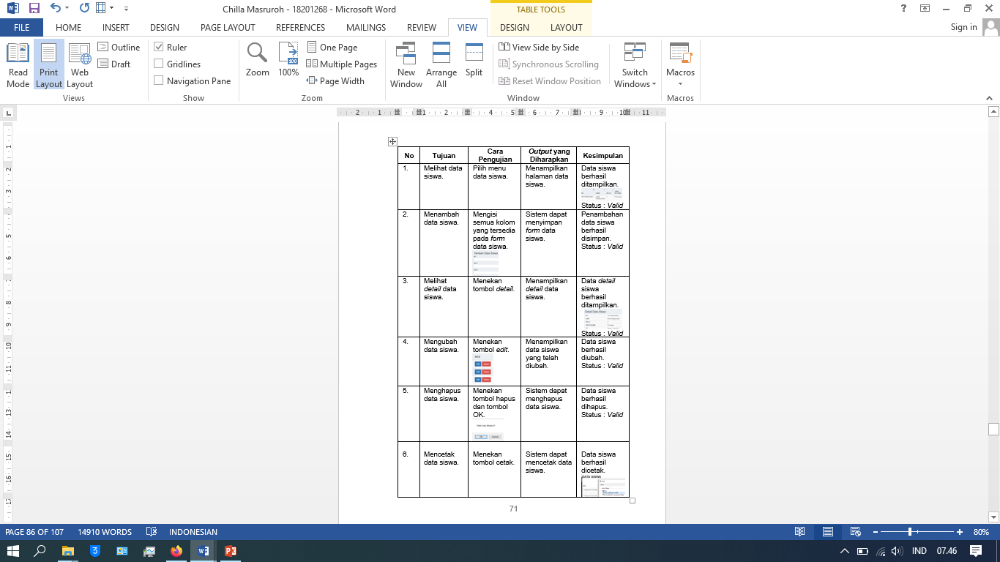 Chilla Masruroh - 18201268 - Microsoft Word
TABLE TOOLS
FILE HOME INSERT DESIGN PAGE LAYOUT REFERENCES MAILINGS REVIEW VIEW DESIGN LAYOUT Sign in
Read Mode
Print Layout
Web Layout
Outline
Draft
Views
Ruler
Gridlines
Navigation Pane
Show
Zoom
100
100%
One Page
Multiple Pages
Page Width
Zoom
New Window
Arrange All
Split
View Side by Side
Synchronous Scrolling
Reset Window Position
Window
Switch Windows
Macros
Macros
No
Tujuan
Cara
Pengujian
Output yang
Diharapkan
Kesimpulan
1.
Melihat data
siswa.
Pilih menu
data siswa.
Menampilkan
halaman data
siswa.
Data siswa
berhasil
ditampilkan.
Status : Valid
2.
Menambah
data siswa.
Mengisi
semua kolom
yang tersedia
pada form
data siswa.
Tambah Data Siswa
Sistem dapat
menyimpan
form data
siswa.
Penambahan
data siswa
berhasil
disimpan.
Status : Valid
3.
Melihat
detail data
siswa.
Menekan
tombol detail.
Menampilkan
detail data
siswa.
Data detail
siswa
berhasil
ditampilkan.
Detail Data Siswa
Status : Valid
4.
Mengubah
data siswa.
Menekan
tombol edit.
Menampilkan
data siswa
yang telah
diubah.
Data siswa
berhasil
diubah.
Status : Valid
5.
Menghapus
data siswa.
Menekan
tombol hapus
dan tombol
OK.
Sistem dapat
menghapus
data siswa.
Data siswa
berhasil
dihapus.
Status : Valid
6.
Mencetak
data siswa.
Menekan
tombol cetak.
Sistem dapat
mencetak data
siswa.
Data siswa
berhasil
dicetak.
DATA SISWA
71
PAGE 86 OF 107 14910 WORDS INDONESIAN 80%
IND 07.46